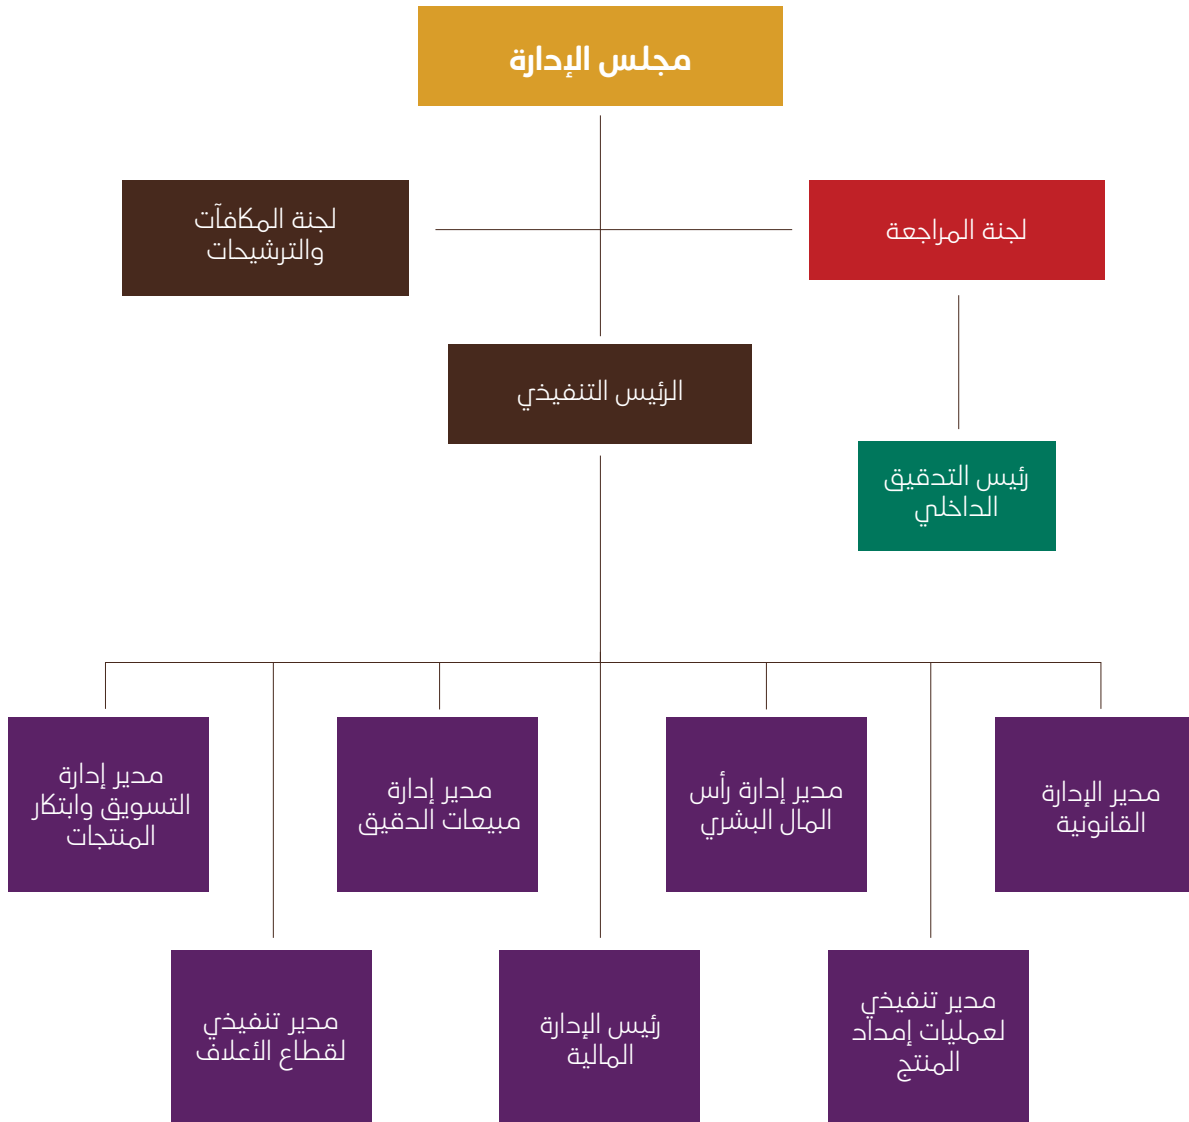 مجلس الإدارة
لجنة المراجعة
لجنة المكافآت
والترشيحات
الرئيس التنفيذي
رئيس التدقيق
الداخلي
مدير الإدارة
القانونية
مدير إدارة رأس
المال البشري
مدير إدارة
مبيعات الدقيق
مدير إدارة
التسويق وابتكار
المنتجات
مدير تنفيذي
لعمليات إمداد
المنتج
رئيس الإدارة
المالية
مدير تنفيذي
لقطاع الأعلاف